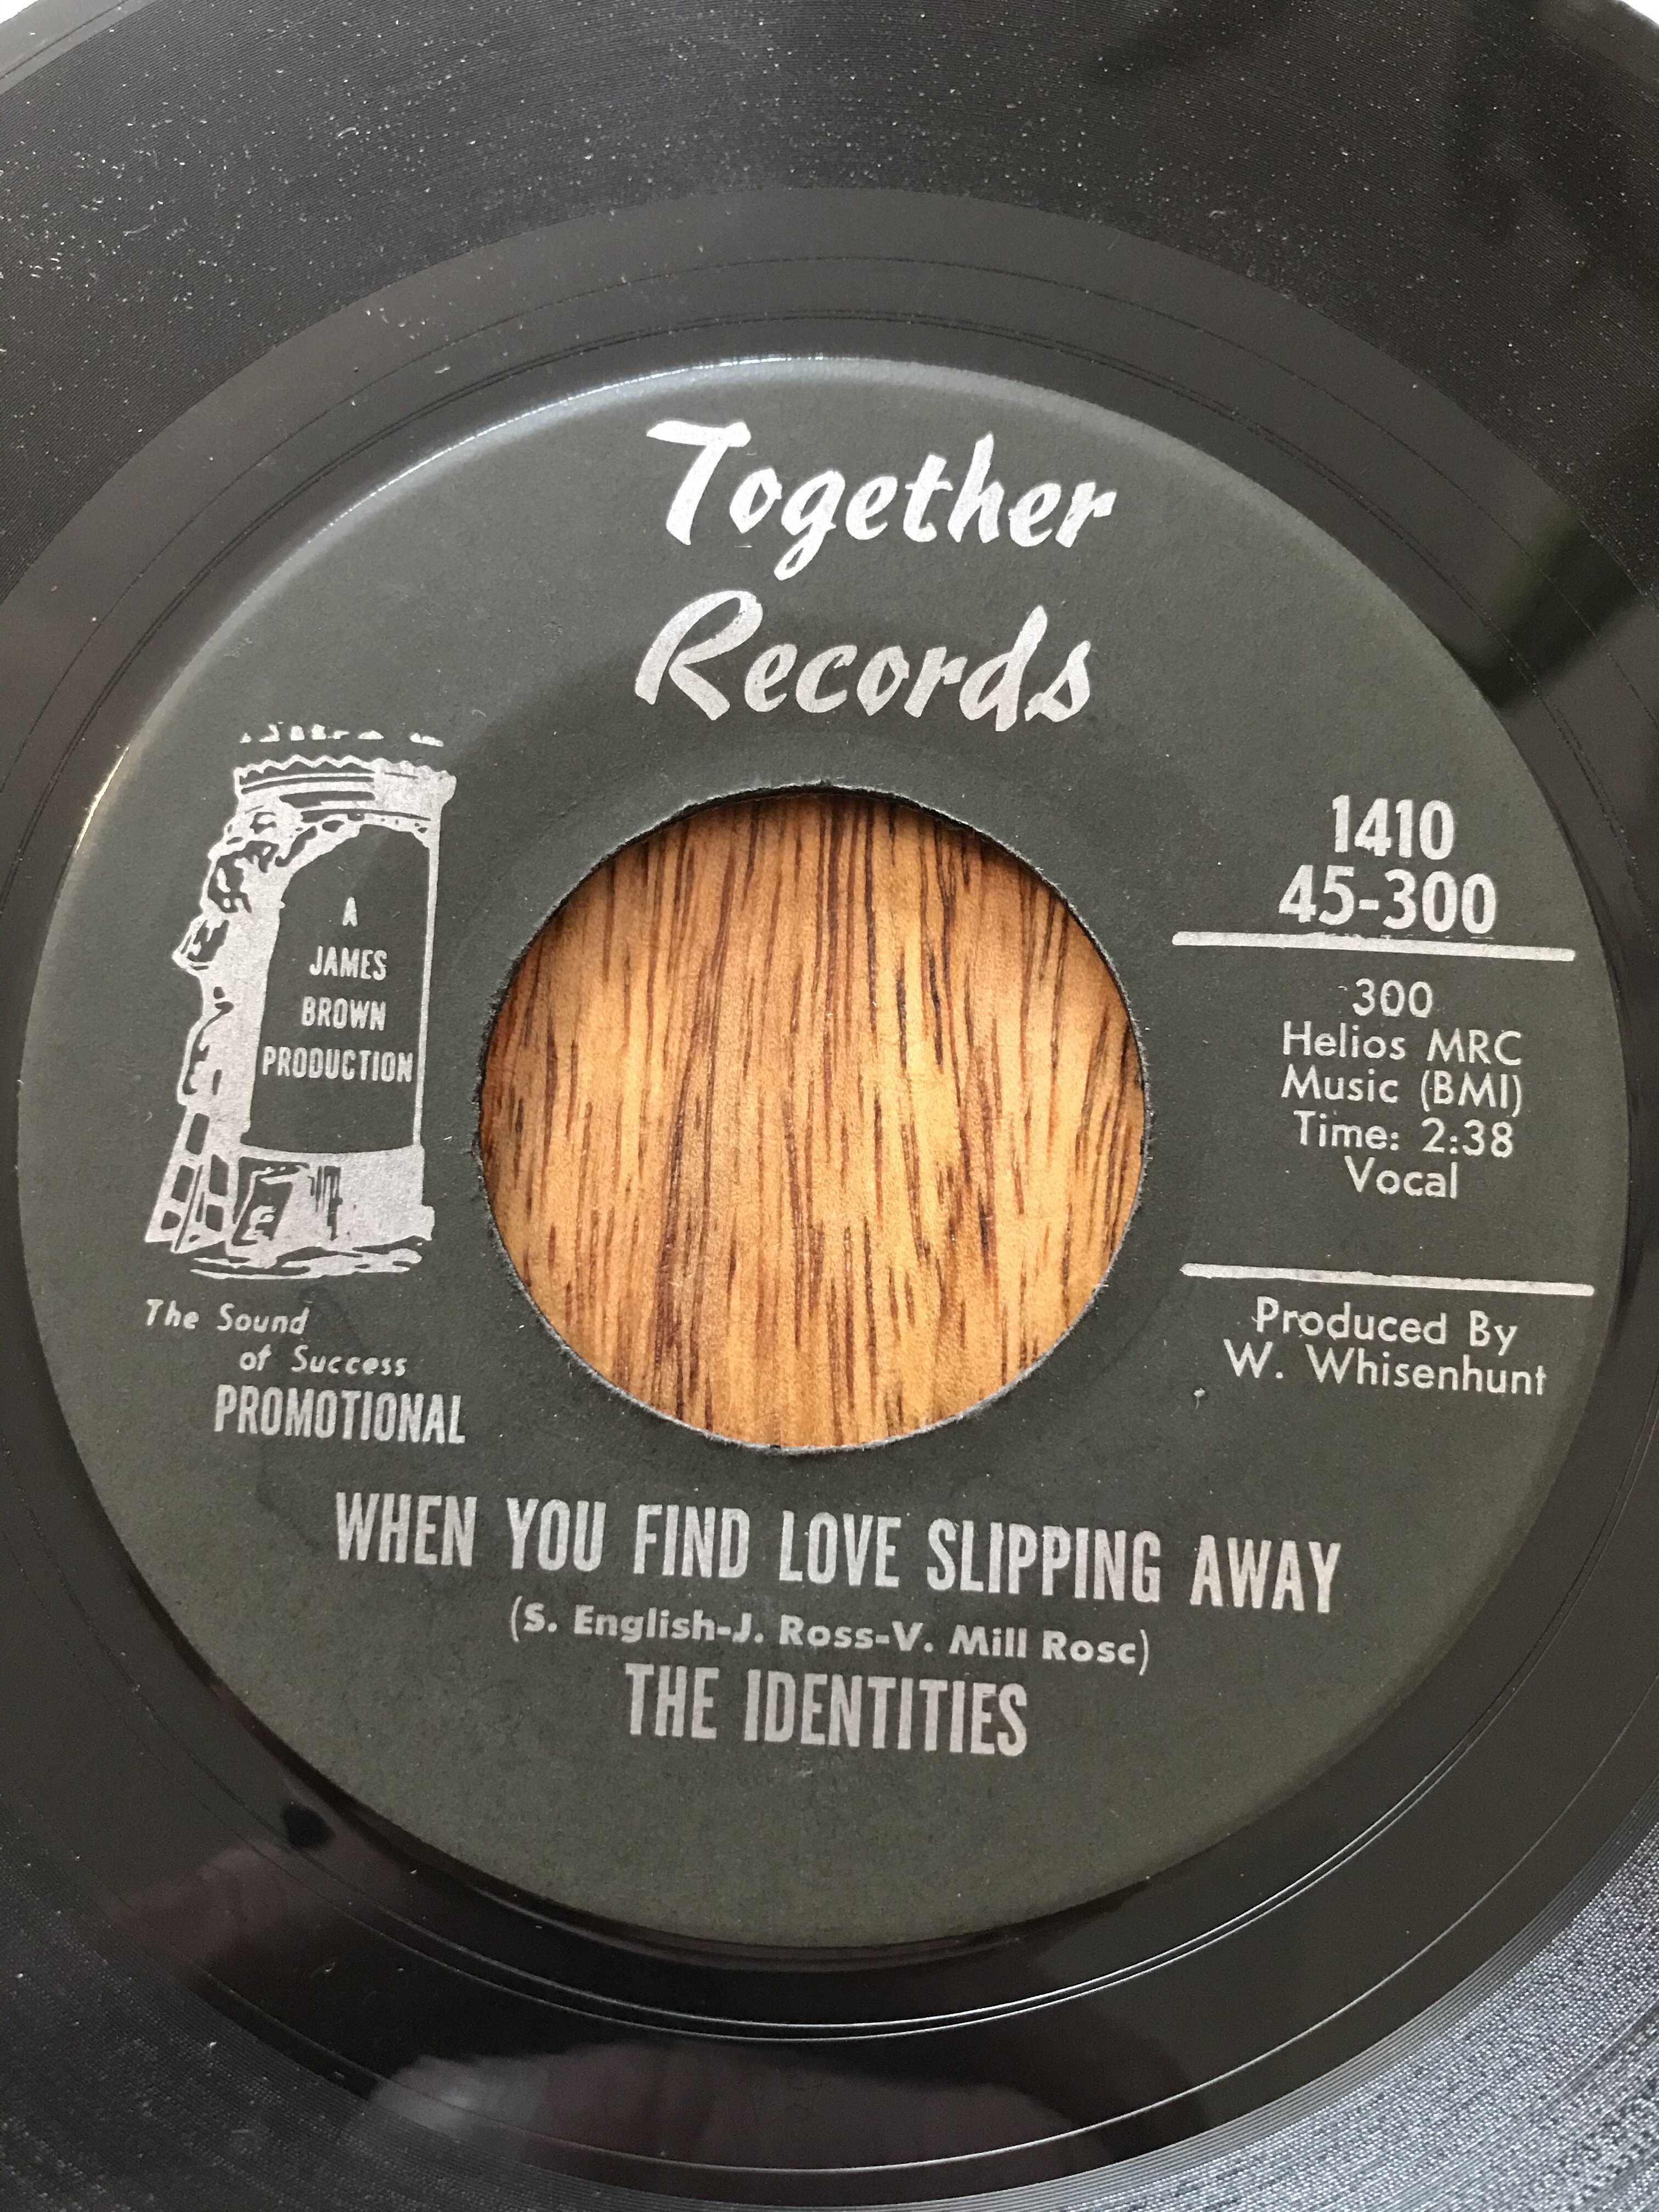 Together
Records
A
JAMES
BROWN
PRODUCTION
The Sound
of Success
PROMOTIONAL
1410
45-300
300
Helios MRC
Music (BMI)
Time: 2:38
Vocal
Produced By
W. Whisenhunt
WHEN YOU FIND LOVE SLIPPING AWAY
(S. English-J. Ross-V. Mill Rosc)
THE IDENTITIES